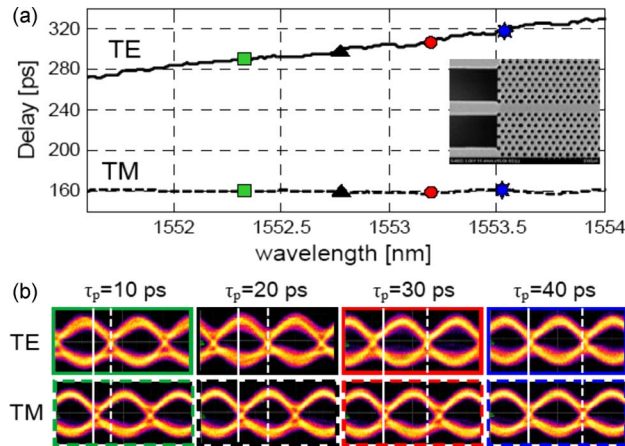 (a)
320
280
240
200
160
Delay [ps]
TE
TM
1552
1552.5
1553
1553.5
1554
wavelength [nm]
(b)
τp=10 ps
τp=20 ps
τp=30 ps
τp=40 ps
TE
TM